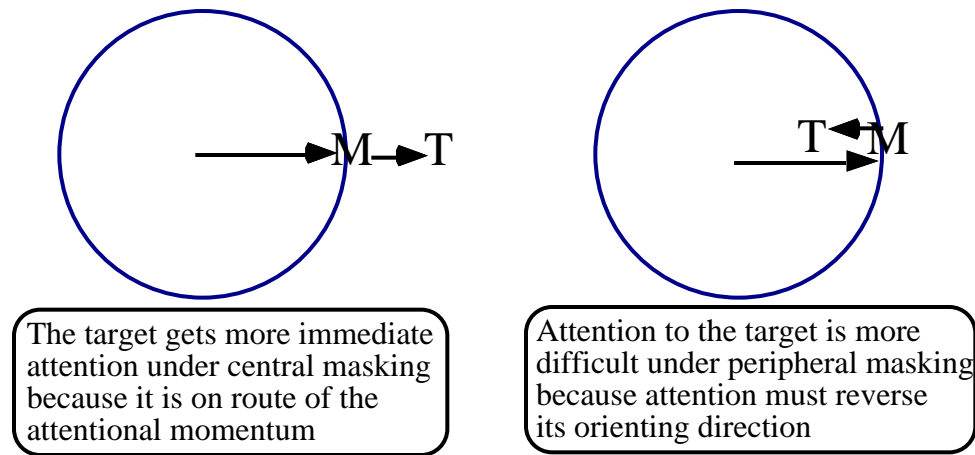 M T
T M
The target gets more immediate
attention under central masking
because it is on route of the
attentional momentum
Attention to the target is more
difficult under peripheral masking
because attention must reverse
its orienting direction